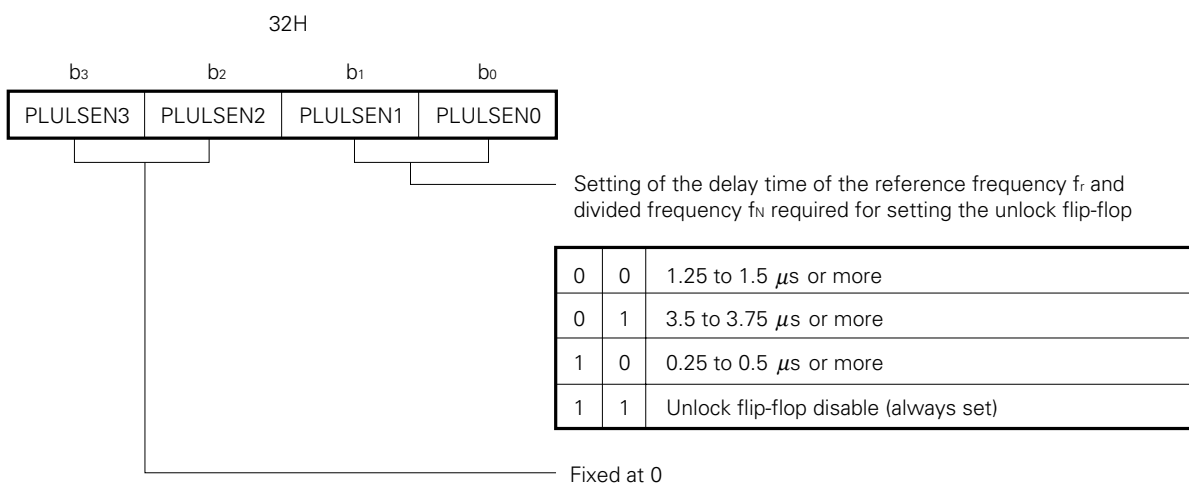 32H
b3 b2 b1 b0
PLULSEN3 PLULSEN2 PLULSEN1 PLULSEN0
Setting of the delay time of the reference frequency fr and
divided frequency fN required for setting the unlock flip-flop
0 0 1.25 to 1.5 μs or more
0 1 3.5 to 3.75 μs or more
1 0 0.25 to 0.5 μs or more
1 1 Unlock flip-flop disable (always set)
Fixed at 0